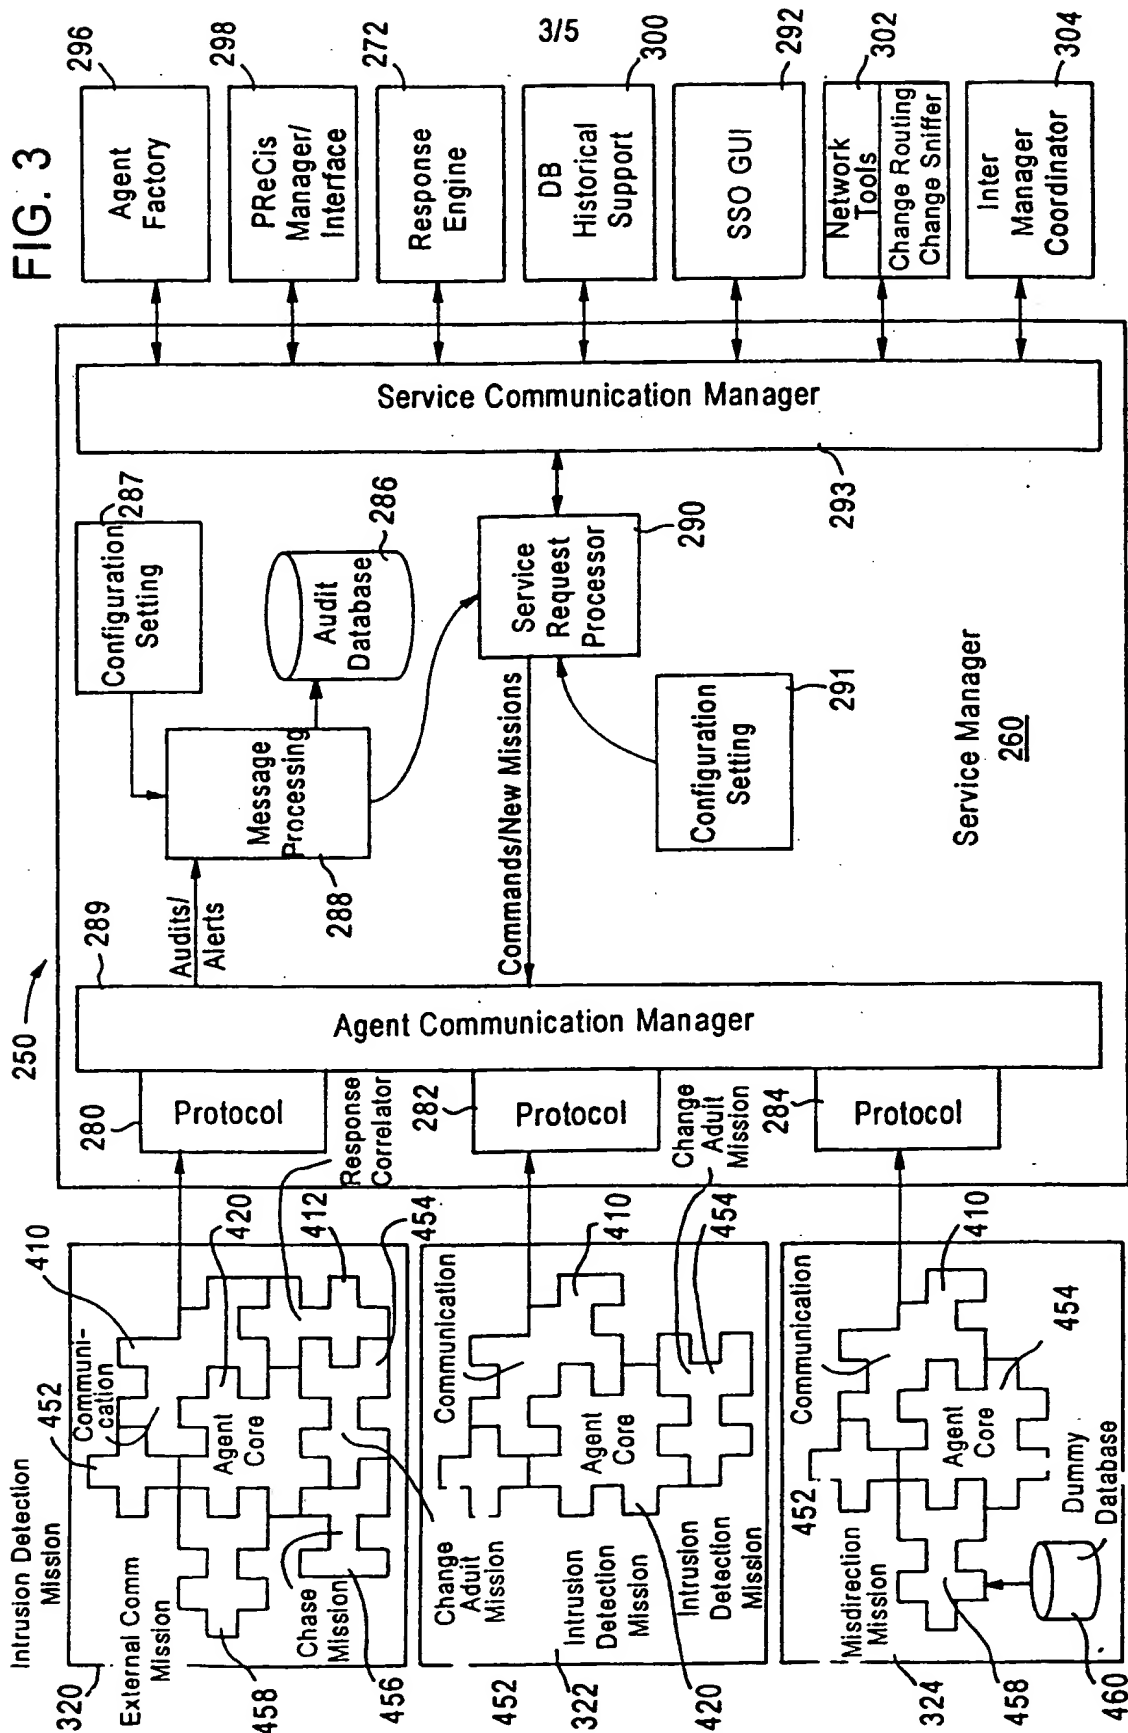 FIG. 3
3/5
250
296
Agent
Factory
298
PReCis
Manager/
Interface
272
Response
Engine
300
DB
Historical
Support
292
SSO GUI
302
Network
Tools
Change Routing
Change Sniffer
304
Inter
Manager
Coordinator
Service Communication Manager
293
287
Configuration
Setting
286
Audit
Database
290
Service
Request
Processor
291
Configuration
Setting
Message
Processing
288
Audits/
Alerts
Commands/New Missions
Service Manager
260
289
Agent Communication Manager
280
Protocol
Response
Correlator
282
Protocol
Change
Aduit
Mission
284
Protocol
Intrusion Detection
Mission
320
External Comm
Mission
452
Communi-
cation
410
420
412
454
Agent
Core
458
Chase
Mission
456
Communication
410
454
Agent
Core
Change
Aduit
Mission
452
Intrusion
Detection
Mission
322
Intrusion
Detection
Mission
420
Communication
410
454
Agent
Core
452
Misdirection
Mission
324
458
Dummy
Database
460